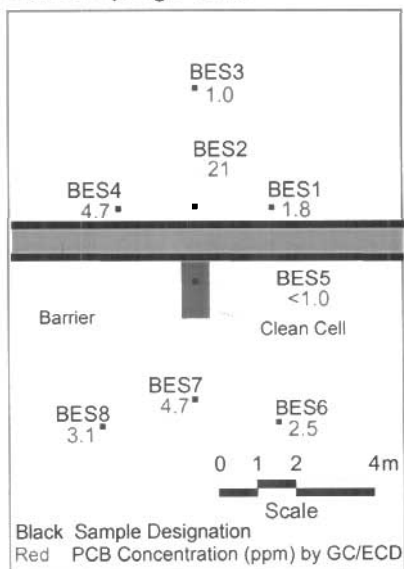 BES3
1.0
BES2
21
BES4
4.7
BES1
1.8
BES5
<1.0
Barrier
Clean Cell
BES7
4.7
BES8
3.1
BES6
2.5
0 1 2 4m
Scale
Black Sample Designation
Red PCB Concentration (ppm) by GC/ECD